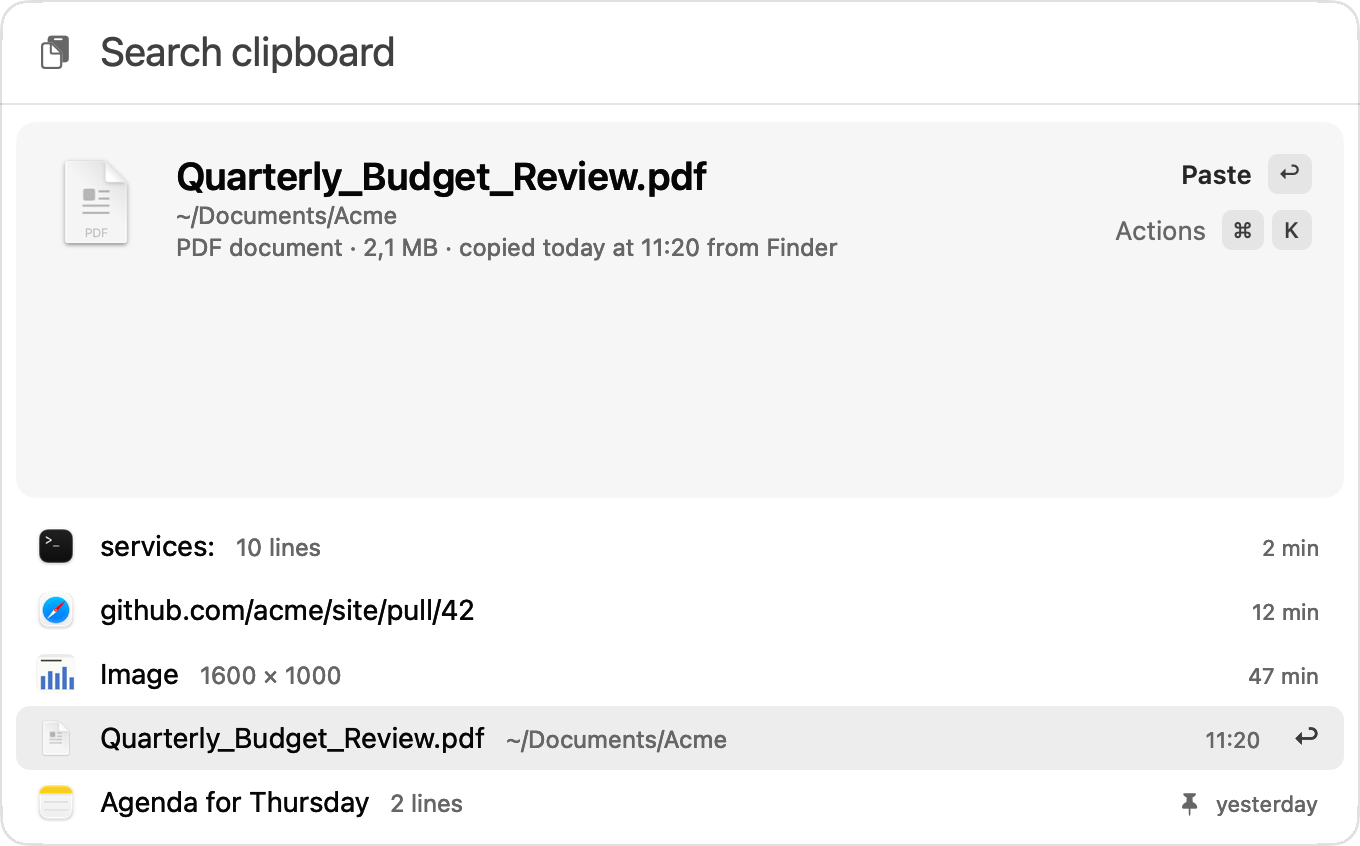 Search clipboard
Quarterly_Budget_Review.pdf
Paste ↩
~/Documents/Acme
Actions ⌘ K
PDF
PDF document · 2,1 MB · copied today at 11:20 from Finder
services: 10 lines 2 min
github.com/acme/site/pull/42 12 min
Image 1600 × 1000 47 min
Quarterly_Budget_Review.pdf ~/Documents/Acme 11:20 ↩
Agenda for Thursday 2 lines yesterday